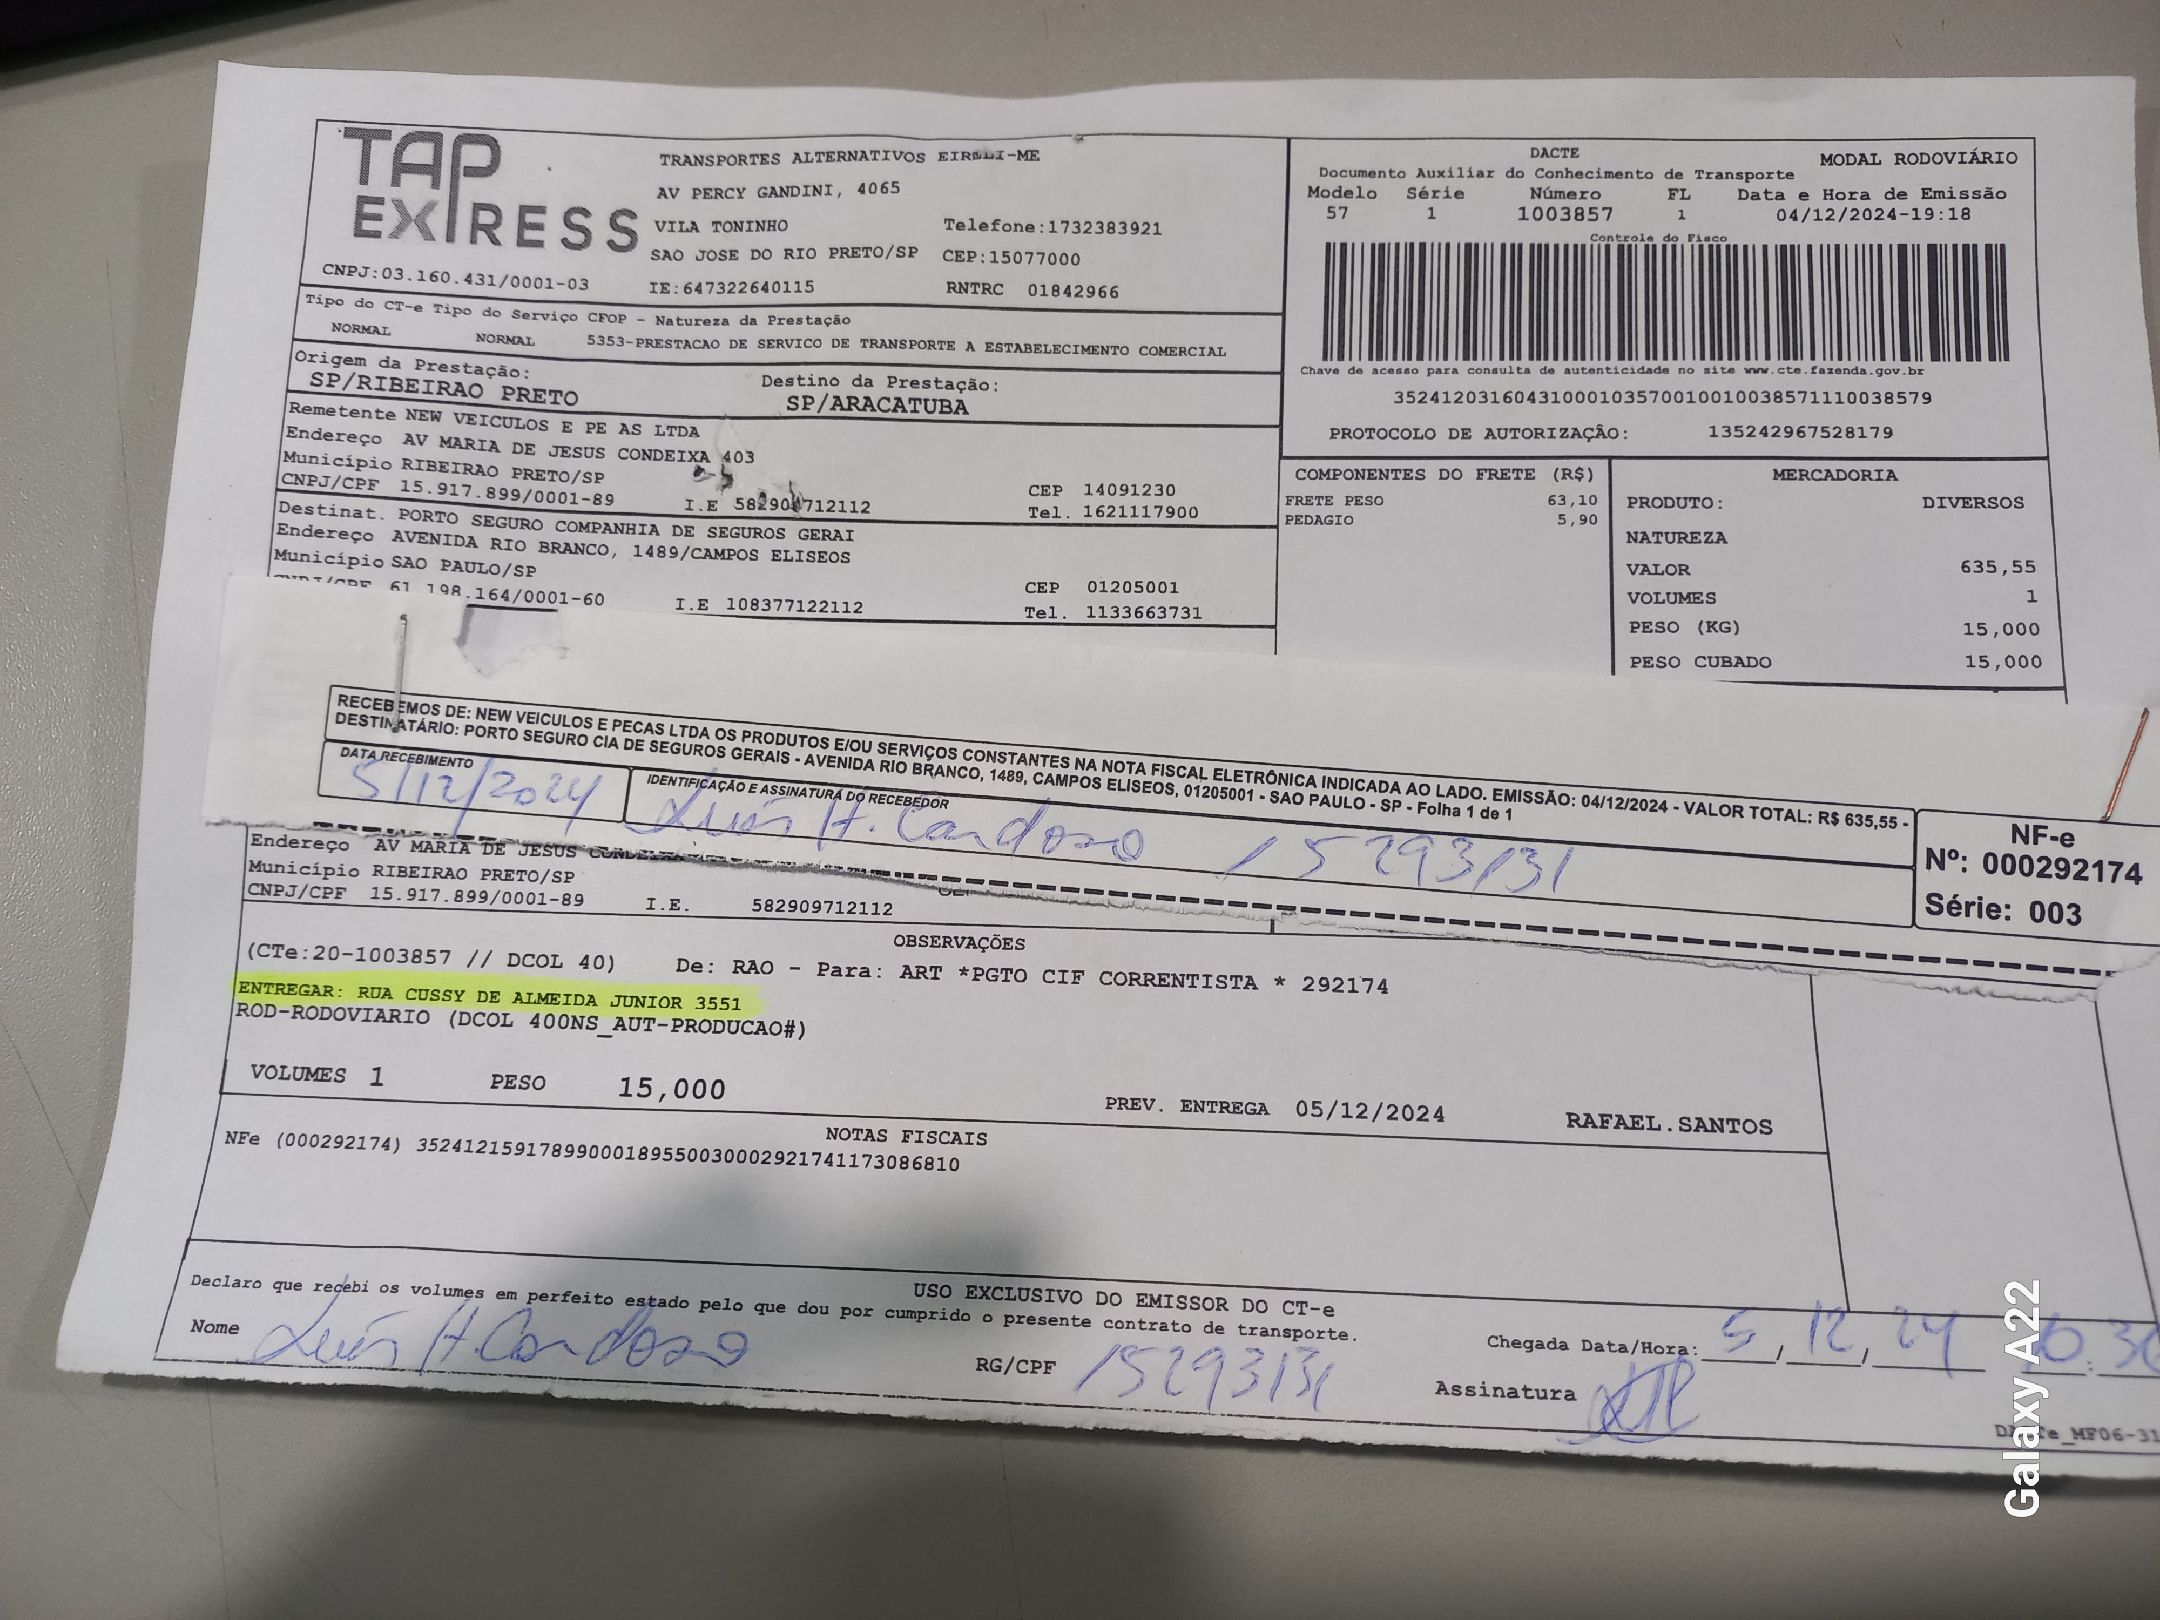 TAP EXPRESS
TRANSPORTES ALTERNATIVOS EIRELI-ME
AV PERCY GANDINI, 4065
VILA TONINHO Telefone:1732383921
SAO JOSE DO RIO PRETO/SP CEP:15077000
CNPJ:03.160.431/0001-03 IE:647322640115 RNTRC 01842966
Tipo do CT-e Tipo do Serviço CFOP - Natureza da Prestação
NORMAL NORMAL 5353-PRESTACAO DE SERVICO DE TRANSPORTE A ESTABELECIMENTO COMERCIAL
Origem da Prestação: Destino da Prestação:
SP/RIBEIRAO PRETO SP/ARACATUBA
Remetente NEW VEICULOS E PE AS LTDA
Endereço AV MARIA DE JESUS CONDEIXA 403
Município RIBEIRAO PRETO/SP CEP 14091230
CNPJ/CPF 15.917.899/0001-89 I.E 582909712112 Tel. 1621117900
Destinat. PORTO SEGURO COMPANHIA DE SEGUROS GERAI
Endereço AVENIDA RIO BRANCO, 1489/CAMPOS ELISEOS
Município SAO PAULO/SP CEP 01205001
CNPJ/CPF 61.198.164/0001-60 I.E 108377122112 Tel. 1133663731
DACTE MODAL RODOVIÁRIO
Documento Auxiliar do Conhecimento de Transporte
Modelo Série Número FL Data e Hora de Emissão
57 1 1003857 1 04/12/2024-19:18
Controle do Fisco
Chave de acesso para consulta de autenticidade no site www.cte.fazenda.gov.br
35241203160431000103570010010038571110038579
PROTOCOLO DE AUTORIZAÇÂO: 135242967528179
COMPONENTES DO FRETE (R$)
FRETE PESO 63,10
PEDAGIO 5,90
MERCADORIA
PRODUTO: DIVERSOS
NATUREZA
VALOR 635,55
VOLUMES 1
PESO (KG) 15,000
PESO CUBADO 15,000
RECEBEMOS DE: NEW VEICULOS E PECAS LTDA OS PRODUTOS E/OU SERVIÇOS CONSTANTES NA NOTA FISCAL ELETRÔNICA INDICADA AO LADO. EMISSÃO: 04/12/2024 - VALOR TOTAL: R$ 635,55 -
DESTINATÁRIO: PORTO SEGURO CIA DE SEGUROS GERAIS - AVENIDA RIO BRANCO, 1489, CAMPOS ELISEOS, 01205001 - SAO PAULO - SP - Folha 1 de 1
DATA RECEBIMENTO IDENTIFICAÇÃO E ASSINATURA DO RECEBEDOR
5/12/2024 Luís H. Cardoso 15293131
NF-e
Nº: 000292174
Série: 003
Endereço AV MARIA DE JESUS CONDEIXA
Município RIBEIRAO PRETO/SP
CNPJ/CPF 15.917.899/0001-89 I.E. 582909712112
OBSERVAÇÕES
(CTe:20-1003857 // DCOL 40) De: RAO - Para: ART *PGTO CIF CORRENTISTA * 292174
ENTREGAR: RUA CUSSY DE ALMEIDA JUNIOR 3551
ROD-RODOVIARIO (DCOL 400NS_AUT-PRODUCAO#)
VOLUMES 1 PESO 15,000 PREV. ENTREGA 05/12/2024 RAFAEL.SANTOS
NOTAS FISCAIS
NFe (000292174) 35241215917899000189550030002921741173086810
USO EXCLUSIVO DO EMISSOR DO CT-e
Declaro que recebi os volumes em perfeito estado pelo que dou por cumprido o presente contrato de transporte.
Nome Luís H. Cardoso RG/CPF 15293131
Chegada Data/Hora: 5, 12, 24
Assinatura
Galaxy A22